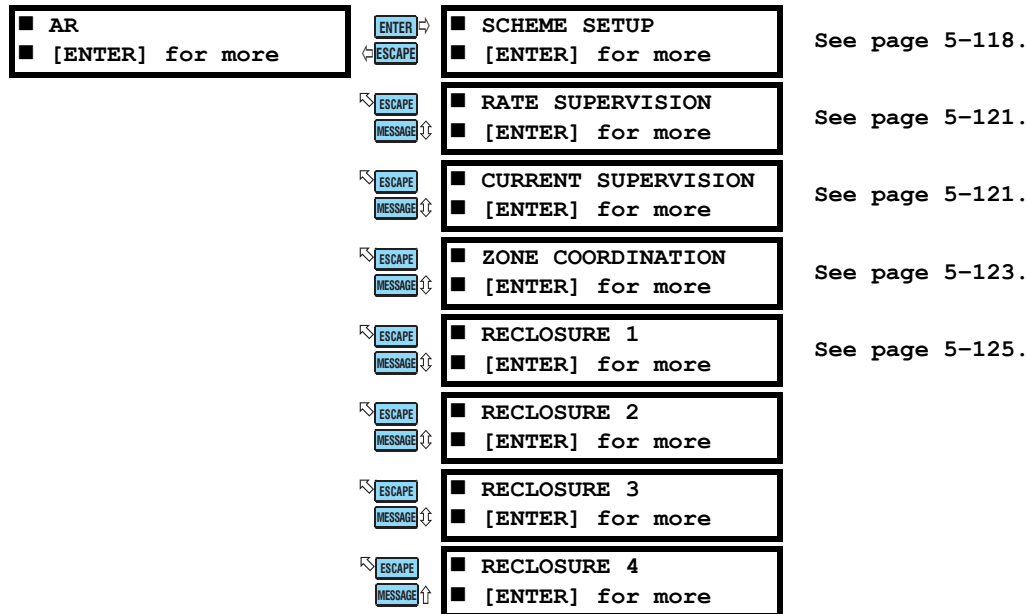 ■ AR
■ [ENTER] for more
ENTER ⇨
⇦ ESCAPE
■ SCHEME SETUP
■ [ENTER] for more
See page 5-118.
ESCAPE
MESSAGE
■ RATE SUPERVISION
■ [ENTER] for more
See page 5-121.
ESCAPE
MESSAGE
■ CURRENT SUPERVISION
■ [ENTER] for more
See page 5-121.
ESCAPE
MESSAGE
■ ZONE COORDINATION
■ [ENTER] for more
See page 5-123.
ESCAPE
MESSAGE
■ RECLOSURE 1
■ [ENTER] for more
See page 5-125.
ESCAPE
MESSAGE
■ RECLOSURE 2
■ [ENTER] for more
ESCAPE
MESSAGE
■ RECLOSURE 3
■ [ENTER] for more
ESCAPE
MESSAGE
■ RECLOSURE 4
■ [ENTER] for more